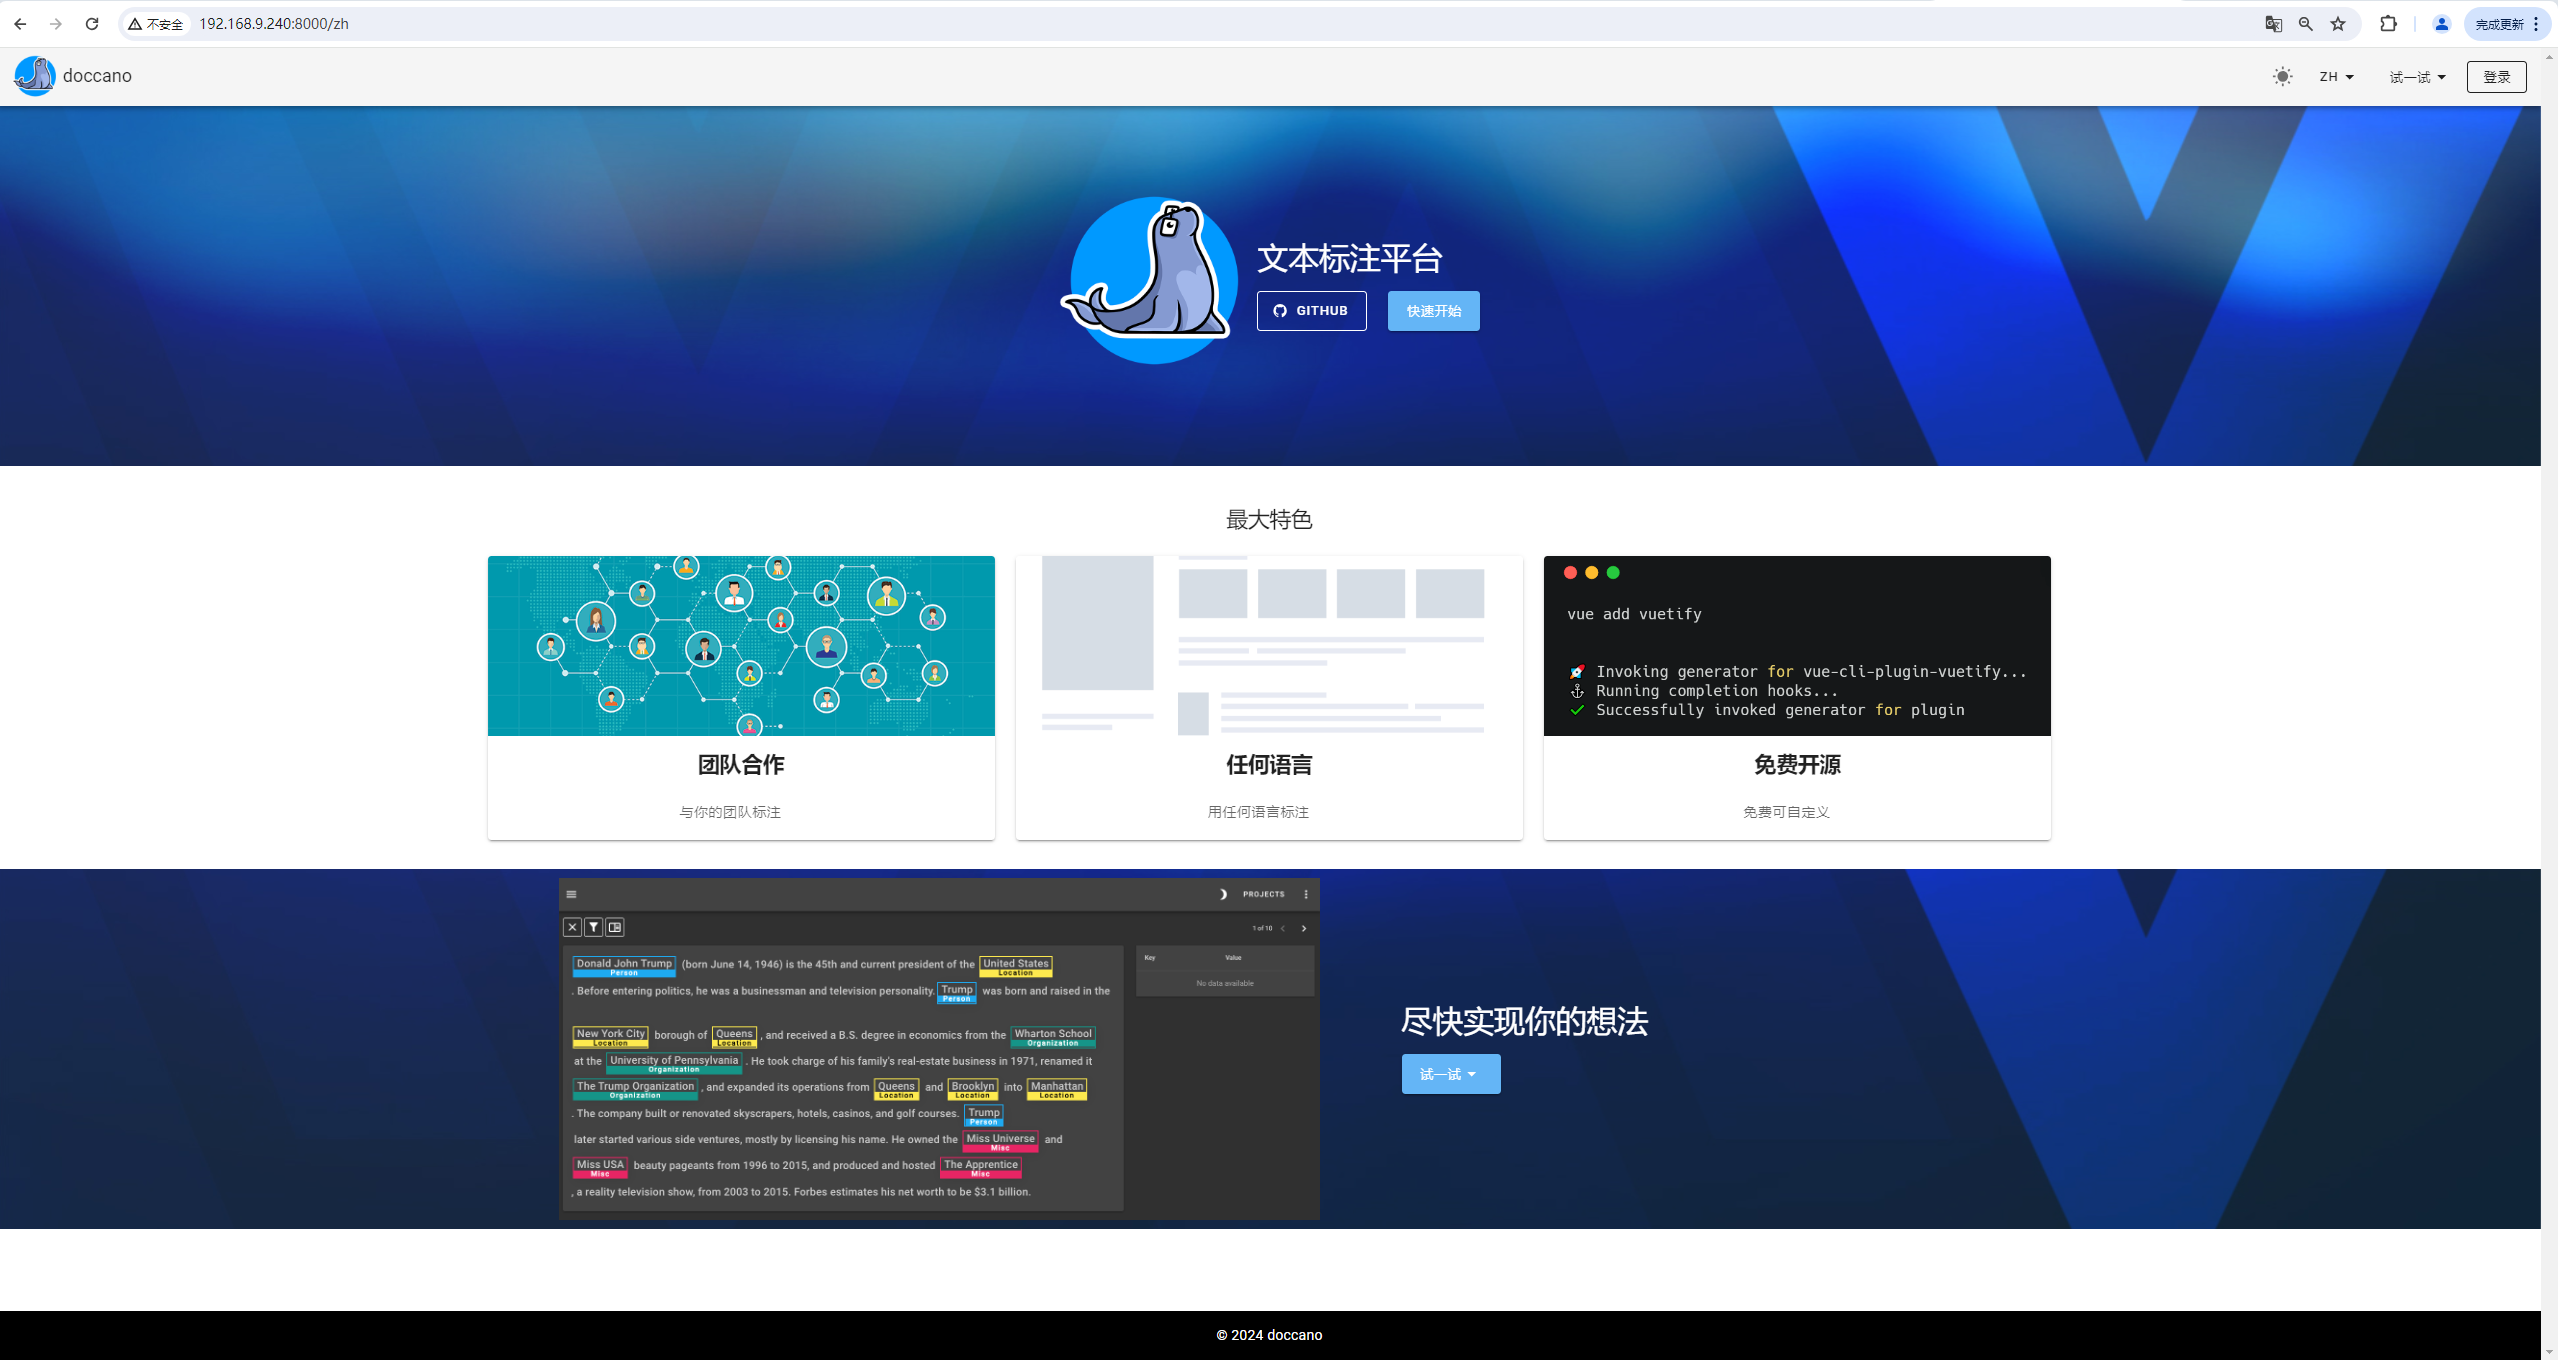 不安全 192.168.9.240:8000/zh 完成更新
doccano ZH 试一试 登录
文本标注平台
GITHUB 快速开始
最大特色
vue add vuetify
Invoking generator for vue-cli-plugin-vuetify...
Running completion hooks...
Successfully invoked generator for plugin
团队合作 任何语言 免费开源
与你的团队标注 用任何语言标注 免费可自定义
PROJECTS
1 of 10
Key Value
No data available
Donald John Trump (born June 14, 1946) is the 45th and current president of the United States
Person Location
. Before entering politics, he was a businessman and television personality. Trump was born and raised in the
Person
New York City borough of Queens , and received a B.S. degree in economics from the Wharton School
Location Location Organization
at the University of Pennsylvania . He took charge of his family's real-estate business in 1971, renamed it
Organization
The Trump Organization , and expanded its operations from Queens and Brooklyn into Manhattan
Organization Location Location Location
. The company built or renovated skyscrapers, hotels, casinos, and golf courses. Trump
Person
later started various side ventures, mostly by licensing his name. He owned the Miss Universe and
Misc
Miss USA beauty pageants from 1996 to 2015, and produced and hosted The Apprentice
Misc Misc
, a reality television show, from 2003 to 2015. Forbes estimates his net worth to be $3.1 billion.
尽快实现你的想法
试一试
© 2024 doccano